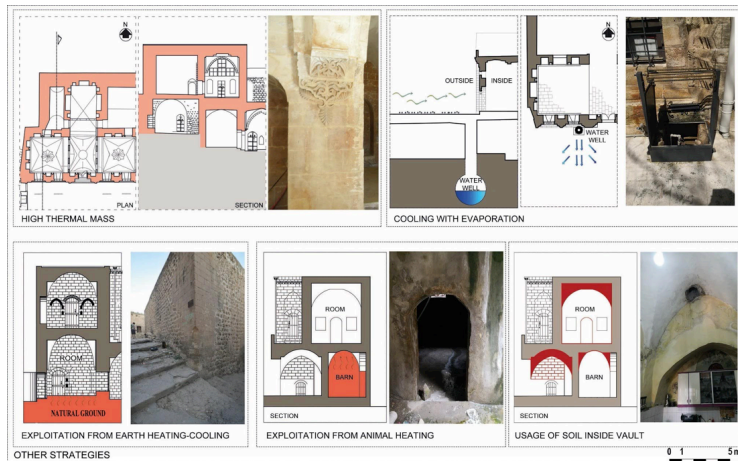 N
PLAN
SECTION
HIGH THERMAL MASS
N
OUTSIDE
INSIDE
WATER
WELL
WATER
WELL
COOLING WITH EVAPORATION
ROOM
NATURAL GROUND
EXPLOITATION FROM EARTH HEATING-COOLING
ROOM
BARN
SECTION
EXPLOITATION FROM ANIMAL HEATING
ROOM
BARN
SECTION
USAGE OF SOIL INSIDE VAULT
OTHER STRATEGIES
0 1 5m